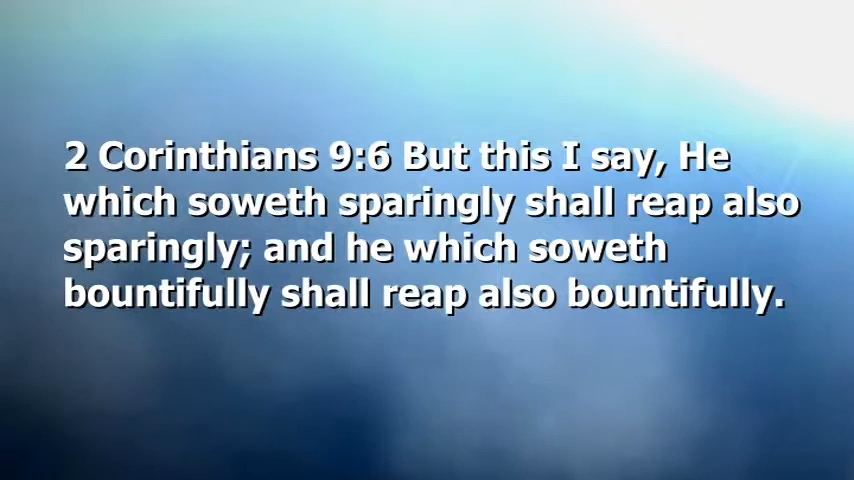 2 Corinthians 9:6 But this I say, He
which soweth sparingly shall reap also
sparingly; and he which soweth
bountifully shall reap also bountifully.